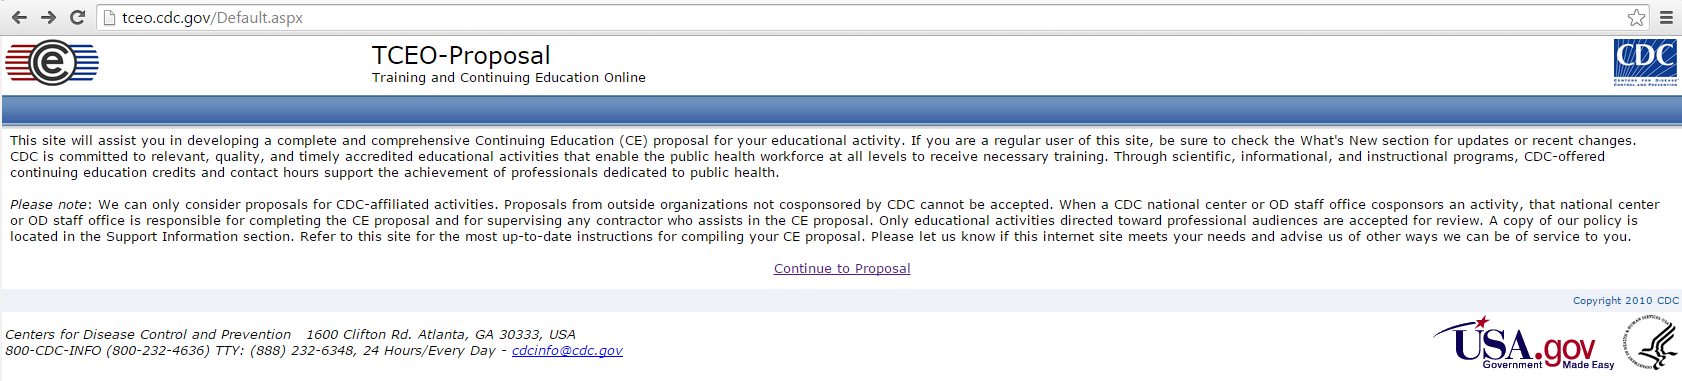 tceo.cdc.gov/Default.aspx
e
TCEO-Proposal
Training and Continuing Education Online
CDC
CENTERS FOR DISEASE
CONTROL AND PREVENTION
This site will assist you in developing a complete and comprehensive Continuing Education (CE) proposal for your educational activity. If you are a regular user of this site, be sure to check the What's New section for updates or recent changes.
CDC is committed to relevant, quality, and timely accredited educational activities that enable the public health workforce at all levels to receive necessary training. Through scientific, informational, and instructional programs, CDC-offered
continuing education credits and contact hours support the achievement of professionals dedicated to public health.
Please note: We can only consider proposals for CDC-affiliated activities. Proposals from outside organizations not cosponsored by CDC cannot be accepted. When a CDC national center or OD staff office cosponsors an activity, that national center
or OD staff office is responsible for completing the CE proposal and for supervising any contractor who assists in the CE proposal. Only educational activities directed toward professional audiences are accepted for review. A copy of our policy is
located in the Support Information section. Refer to this site for the most up-to-date instructions for compiling your CE proposal. Please let us know if this internet site meets your needs and advise us of other ways we can be of service to you.
Continue to Proposal
Copyright 2010 CDC
Centers for Disease Control and Prevention 1600 Clifton Rd. Atlanta, GA 30333, USA
800-CDC-INFO (800-232-4636) TTY: (888) 232-6348, 24 Hours/Every Day - cdcinfo@cdc.gov
USA.gov
Government Made Easy